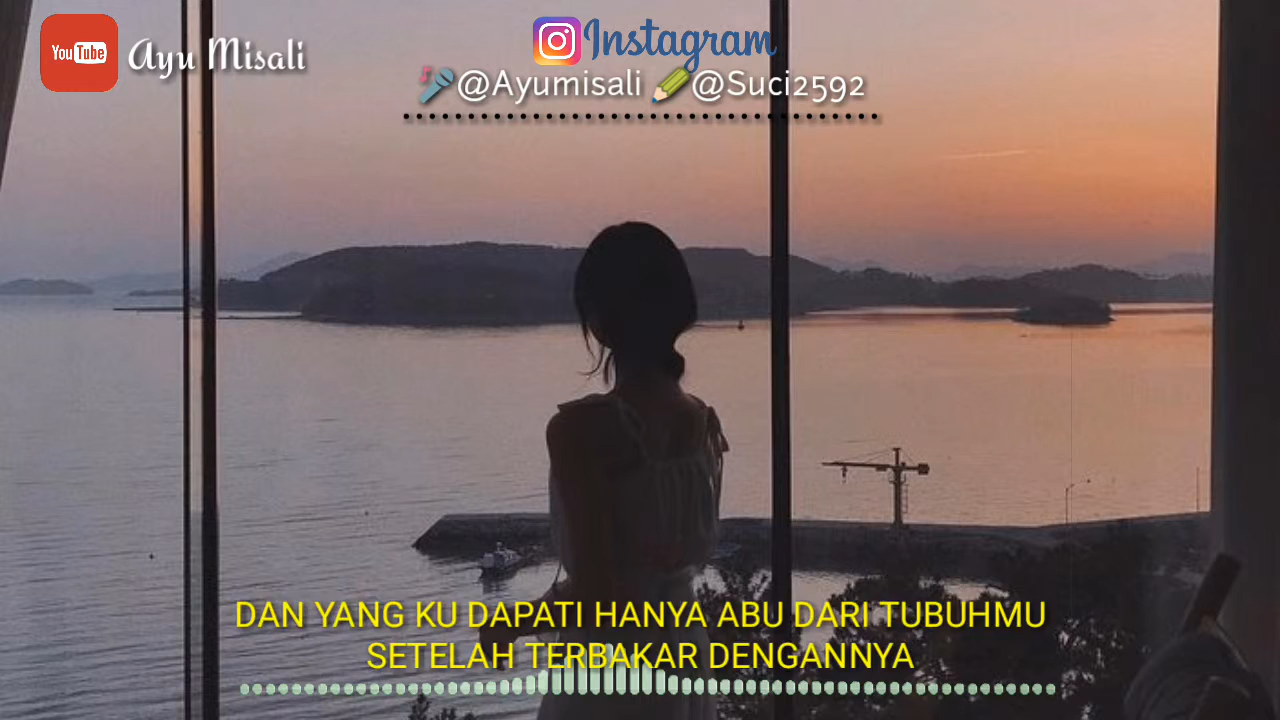 YouTube Ayu Misali
Instagram
@Ayumisali @Suci2592
DAN YANG KU DAPATI HANYA ABU DARI TUBUHMU
SETELAH TERBAKAR DENGANNYA